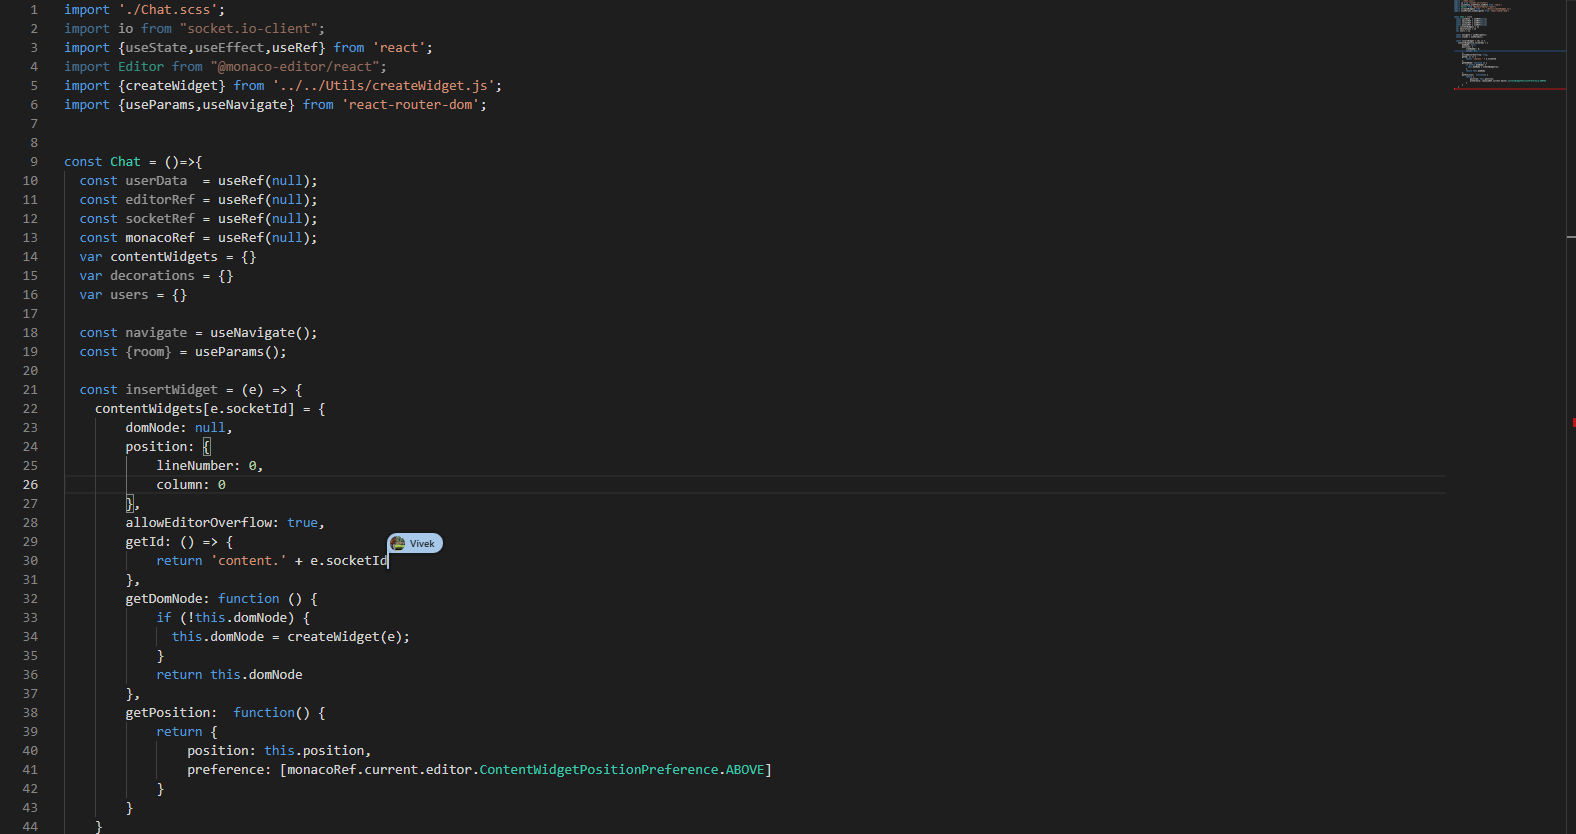 1 import './Chat.scss';
2 import io from "socket.io-client";
3 import {useState,useEffect,useRef} from 'react';
4 import Editor from "@monaco-editor/react";
5 import {createWidget} from '../../Utils/createWidget.js';
6 import {useParams,useNavigate} from 'react-router-dom';
7
8
9 const Chat = ()=>{
10 const userData  = useRef(null);
11 const editorRef = useRef(null);
12 const socketRef = useRef(null);
13 const monacoRef = useRef(null);
14 var contentWidgets = {}
15 var decorations = {}
16 var users = {}
17
18 const navigate = useNavigate();
19 const {room} = useParams();
20
21 const insertWidget = (e) => {
22 contentWidgets[e.socketId] = {
23 domNode: null,
24 position: {
25 lineNumber: 0,
26 column: 0
27 },
28 allowEditorOverflow: true,
29 getId: () => {
Vivek
30 return 'content.' + e.socketId
31 },
32 getDomNode: function () {
33 if (!this.domNode) {
34 this.domNode = createWidget(e);
35 }
36 return this.domNode
37 },
38 getPosition:  function() {
39 return {
40 position: this.position,
41 preference: [monacoRef.current.editor.ContentWidgetPositionPreference.ABOVE]
42 }
43 }
44 }